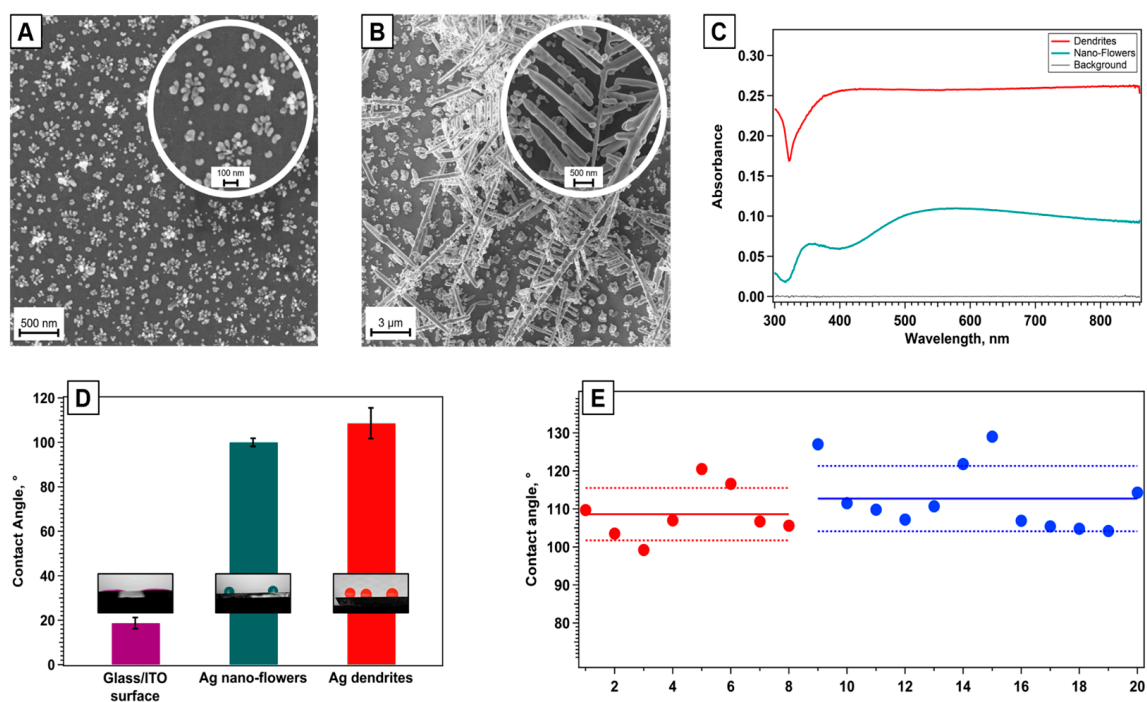 A
100 nm
500 nm
B
500 nm
3 µm
C
Dendrites
Nano-Flowers
Background
0.30
0.25
0.20
0.15
0.10
0.05
0.00
Absorbance
300
400
500
600
700
800
Wavelength, nm
D
120
100
80
60
40
20
0
Contact Angle, °
Glass/ITO
surface
Ag nano-flowers
Ag dendrites
E
130
120
110
100
90
80
Contact angle, °
2
4
6
8
10
12
14
16
18
20